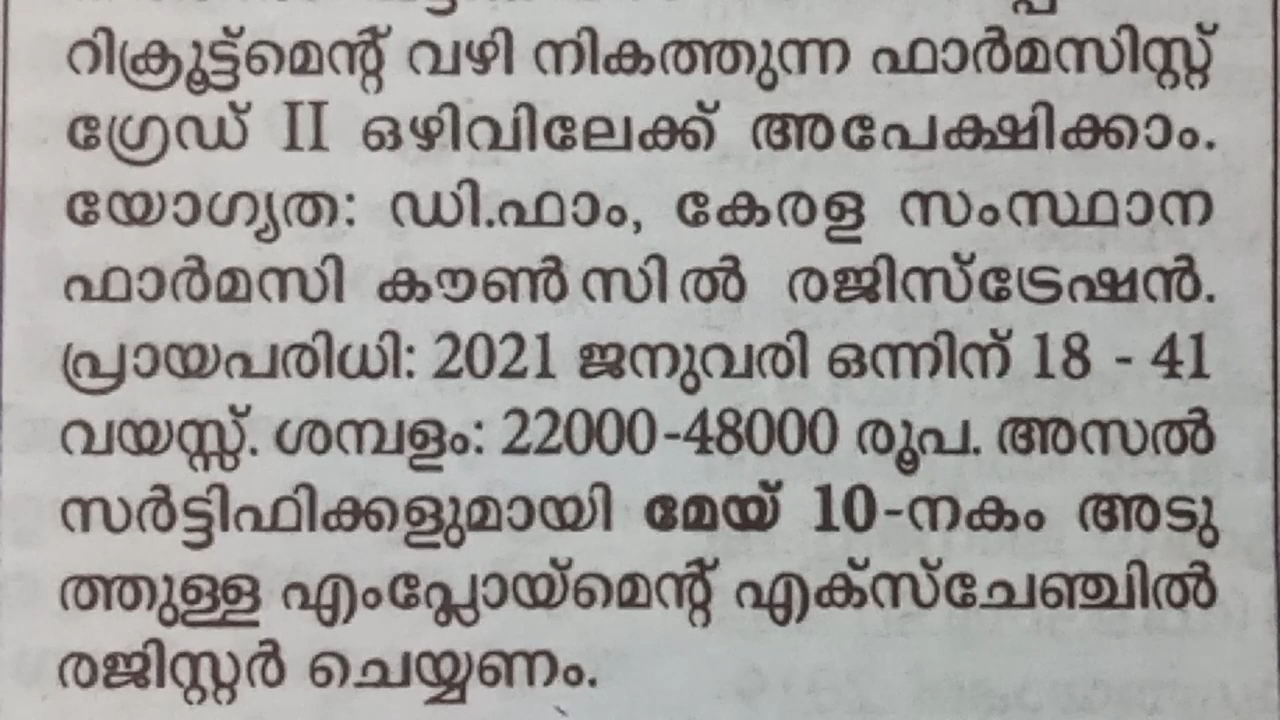 റിക്രൂട്ട്മെന്റ് വഴി നികത്തുന്ന ഫാർമസിസ്റ്റ്
ഗ്രേഡ് II ഒഴിവിലേക്ക് അപേക്ഷിക്കാം.
യോഗ്യത: ഡി.ഫാം, കേരള സംസ്ഥാന
ഫാർമസി കൗൺസിൽ രജിസ്ട്രേഷൻ.
പ്രായപരിധി: 2021 ജനുവരി ഒന്നിന് 18 - 41
വയസ്സ്. ശമ്പളം: 22000-48000 രൂപ. അസൽ
സർട്ടിഫിക്കളുമായി മേയ് 10-നകം അടു
ത്തുള്ള എംപ്ലോയ്മെന്റ് എക്സ്ചേഞ്ചിൽ
രജിസ്റ്റർ ചെയ്യണം.